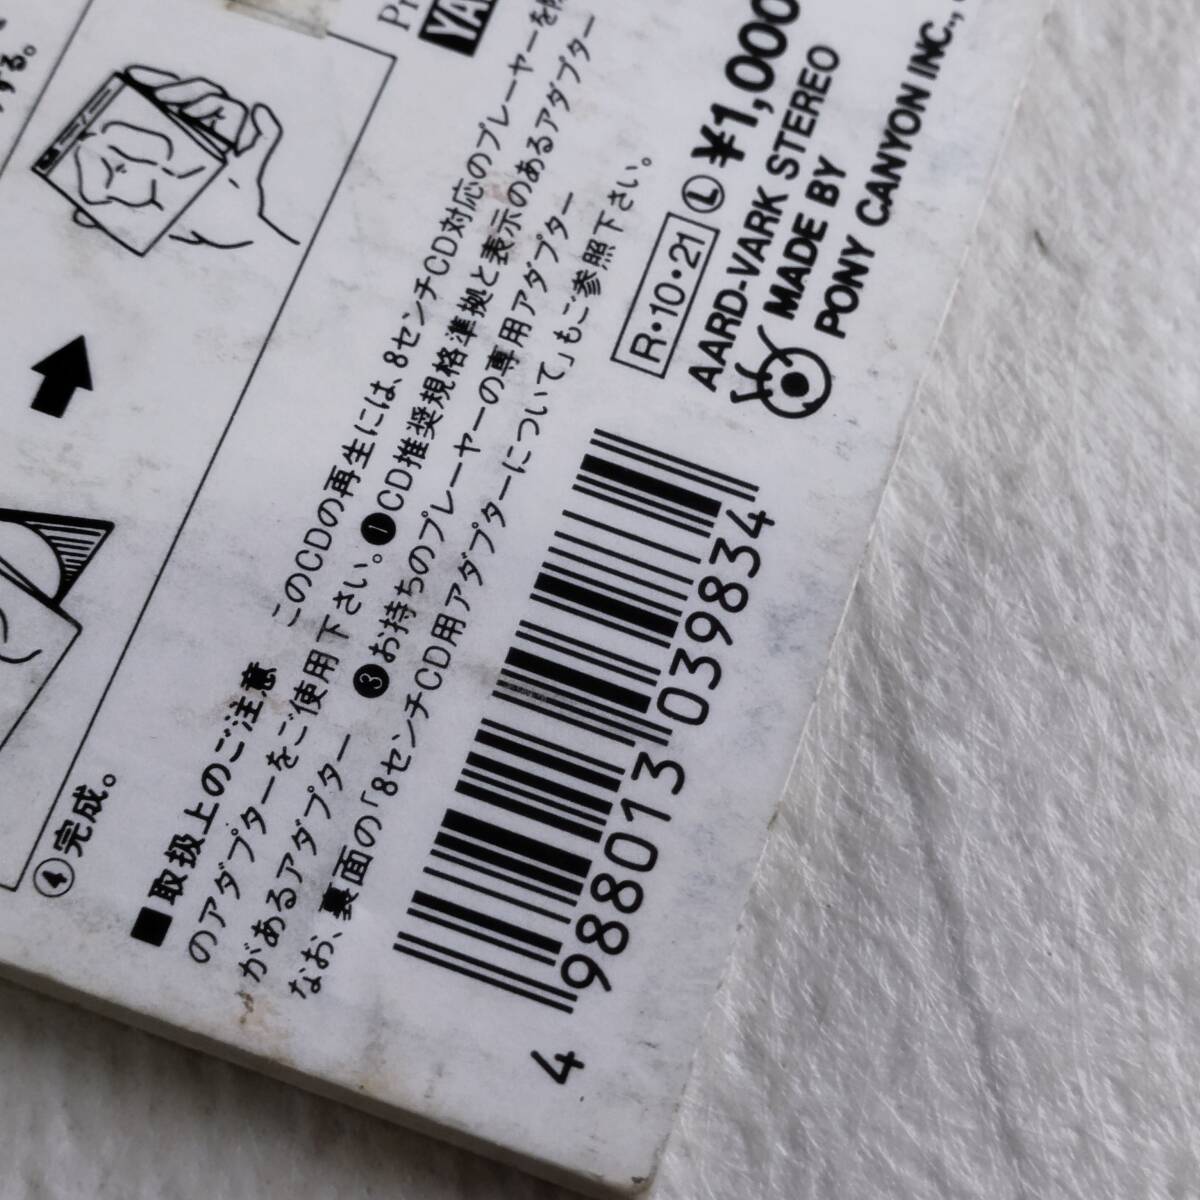 する。
④完成。
■取扱上のご注意
このCDの再生には、8センチCD対応のプレーヤーを
のアダプターをご使用下さい。❶CD推奨規格準拠と表示のあるアダプター
があるアダプター ❸お持ちのプレーヤーの専用アダプター
なお、裏面の「8センチCD用アダプターについて」もご参照下さい。
R・10・21 Ⓛ ¥1,000
AARD-VARK STEREO
MADE BY
PONY CANYON INC.,
4 988013 039834